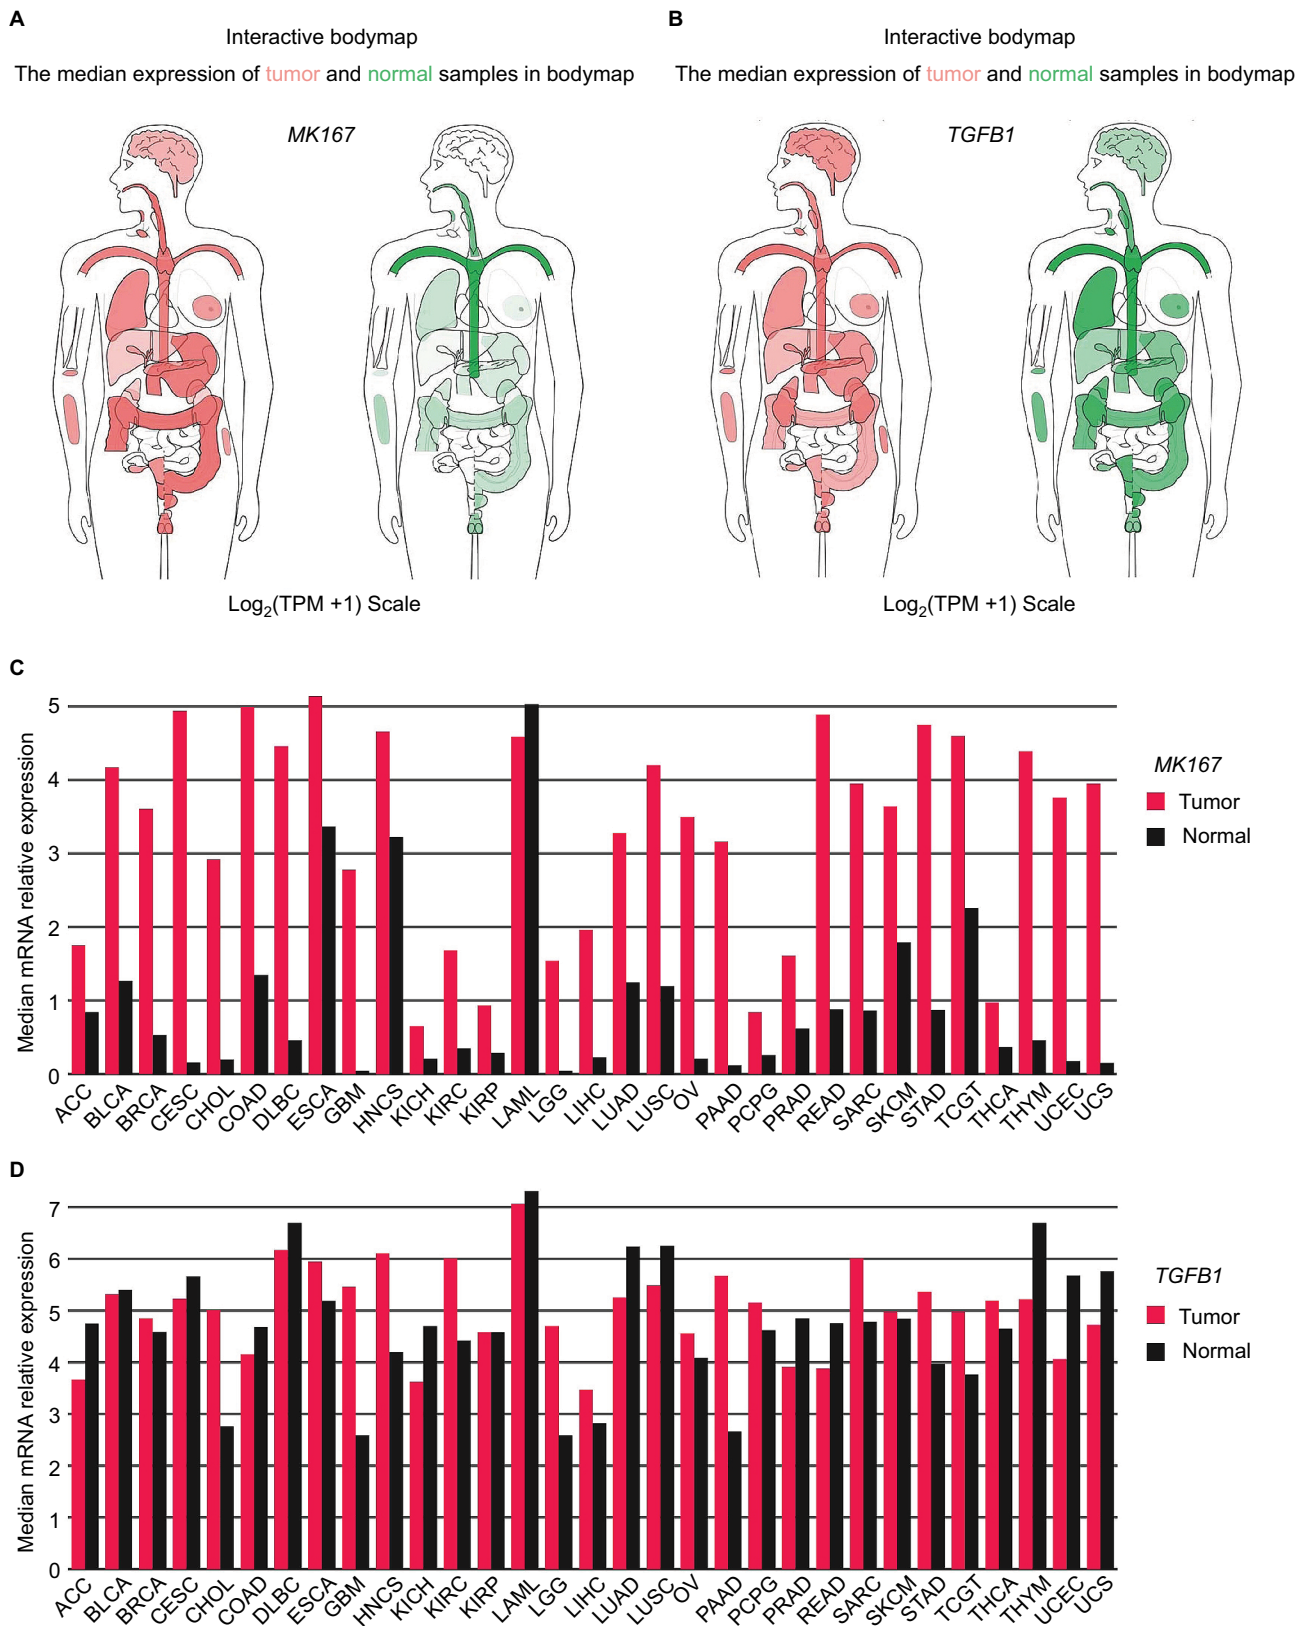 A
Interactive bodymap
The median expression of tumor and normal samples in bodymap
MK167
Log2(TPM +1) Scale
B
Interactive bodymap
The median expression of tumor and normal samples in bodymap
TGFB1
Log2(TPM +1) Scale
C
Median mRNA relative expression
5
4
3
2
1
0
ACC
BLCA
BRCA
CESC
CHOL
COAD
DLBC
ESCA
GBM
HNCS
KICH
KIRC
KIRP
LAML
LGG
LIHC
LUAD
LUSC
OV
PAAD
PCPG
PRAD
READ
SARC
SKCM
STAD
TCGT
THCA
THYM
UCEC
UCS
MK167
Tumor
Normal
D
Median mRNA relative expression
7
6
5
4
3
2
1
0
ACC
BLCA
BRCA
CESC
CHOL
COAD
DLBC
ESCA
GBM
HNCS
KICH
KIRC
KIRP
LAML
LGG
LIHC
LUAD
LUSC
OV
PAAD
PCPG
PRAD
READ
SARC
SKCM
STAD
TCGT
THCA
THYM
UCEC
UCS
TGFB1
Tumor
Normal